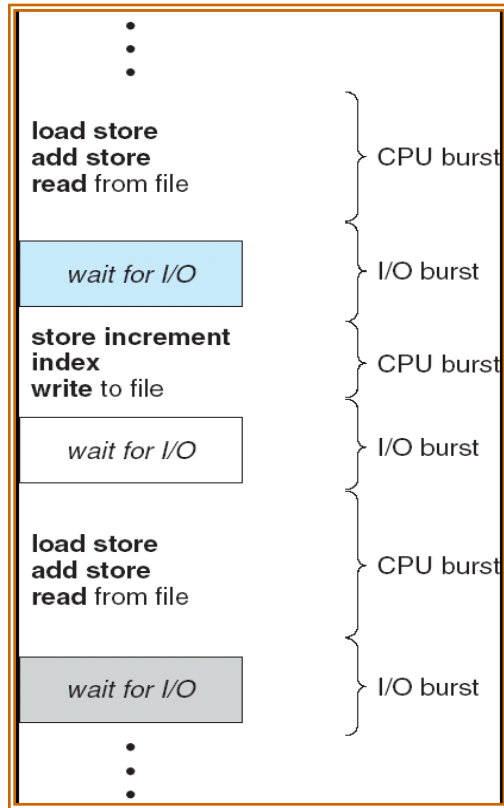 load store
add store
read from file
CPU burst
wait for I/O
I/O burst
store increment
index
write to file
CPU burst
wait for I/O
I/O burst
load store
add store
read from file
CPU burst
wait for I/O
I/O burst